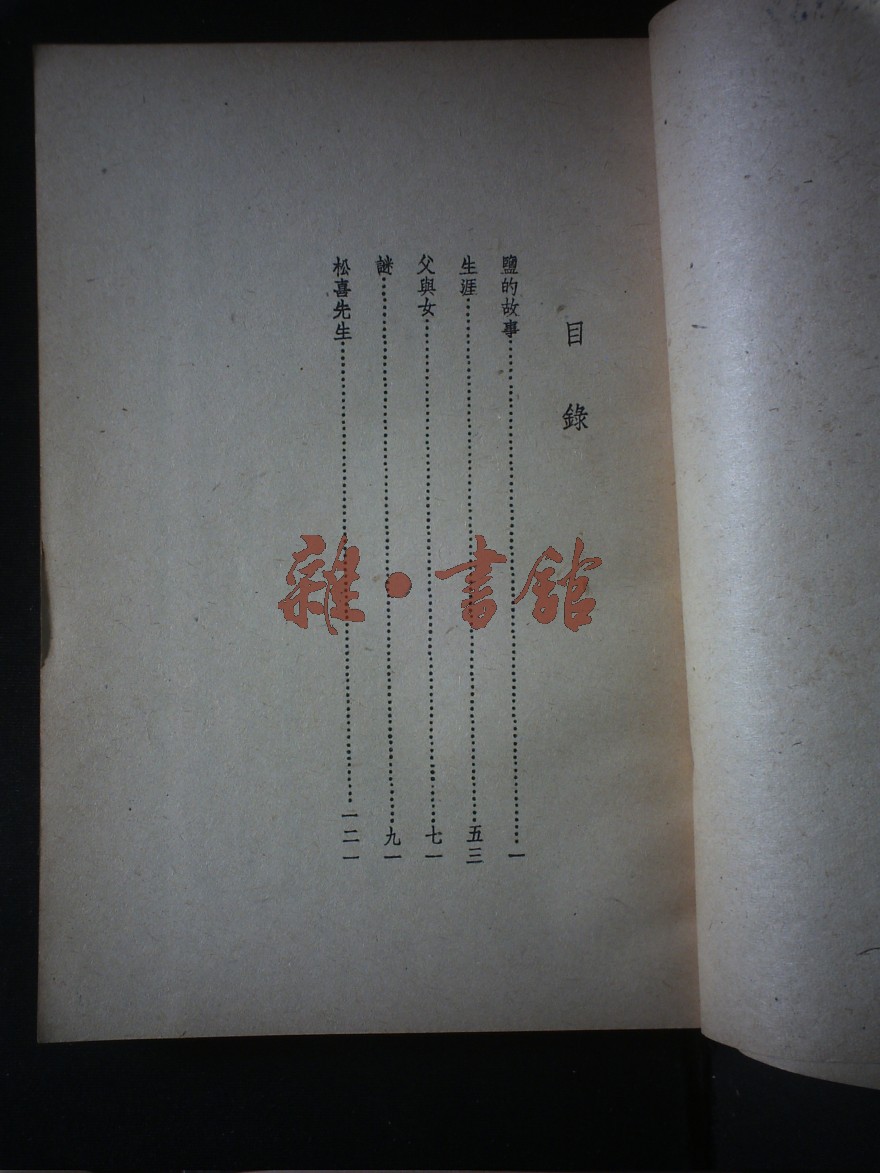 目錄
鹽的故事⋯⋯⋯⋯⋯⋯一
生涯⋯⋯⋯⋯⋯⋯五三
父與女⋯⋯⋯⋯⋯⋯七一
謎⋯⋯⋯⋯⋯⋯九一
松喜先生⋯⋯⋯⋯⋯⋯一二一
雜·書館